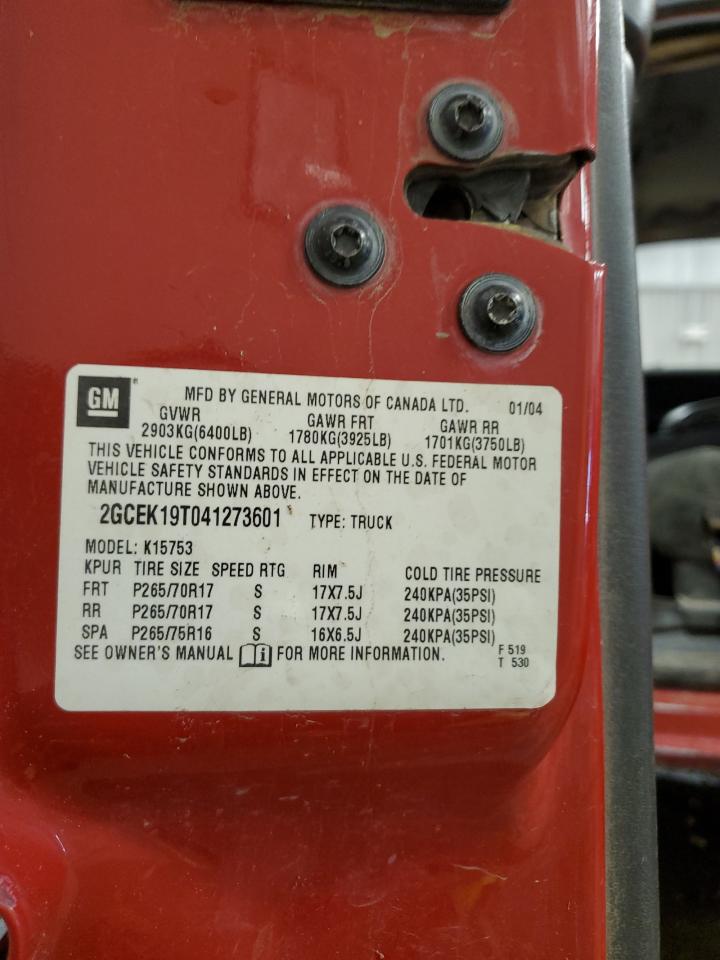 GM ® MFD BY GENERAL MOTORS OF CANADA LTD. 01/04
GVWR GAWR FRT GAWR RR
2903KG(6400LB) 1780KG(3925LB) 1701KG(3750LB)
THIS VEHICLE CONFORMS TO ALL APPLICABLE U.S. FEDERAL MOTOR
VEHICLE SAFETY STANDARDS IN EFFECT ON THE DATE OF
MANUFACTURE SHOWN ABOVE.
2GCEK19T041273601 TYPE: TRUCK
MODEL: K15753
KPUR TIRE SIZE SPEED RTG RIM COLD TIRE PRESSURE
FRT P265/70R17 S 17X7.5J 240KPA(35PSI)
RR P265/70R17 S 17X7.5J 240KPA(35PSI)
SPA P265/75R16 S 16X6.5J 240KPA(35PSI)
SEE OWNER'S MANUAL i FOR MORE INFORMATION. F 519
T 530